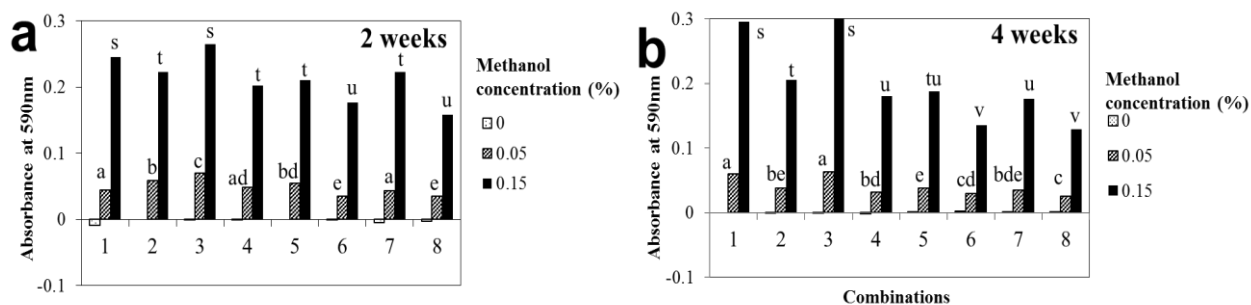 a
2 weeks
Absorbance at 590nm
0.3
0.2
0.1
0
-0.1
s t s t t u t u
a b c ad bd e a e
1 2 3 4 5 6 7 8
Methanol
concentration (%)
0
0.05
0.15
b
4 weeks
Absorbance at 590nm
0.3
0.2
0.1
0
-0.1
s t s u tu v u v
a be a bd e cd bde c
1 2 3 4 5 6 7 8
Combinations
Methanol
concentration (%)
0
0.05
0.15